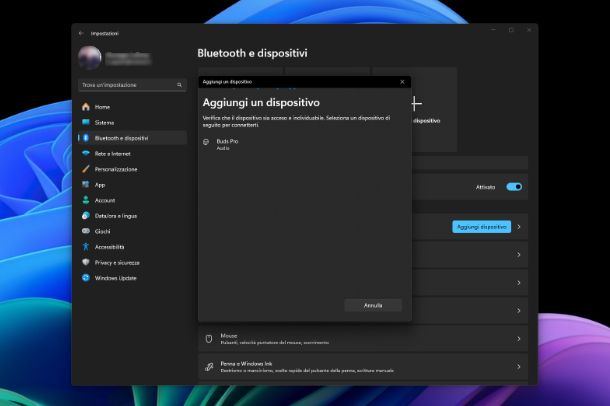 Impostazioni
Bluetooth e dispositivi
Trova un'impostazione
Home
Sistema
Bluetooth e dispositivi
Rete e Internet
Personalizzazione
App
Account
Data/ora e lingua
Giochi
Accessibilità
Privacy e sicurezza
Windows Update
Aggiungi un dispositivo
Aggiungi un dispositivo
Verifica che il dispositivo sia acceso e individuabile. Seleziona un dispositivo di
seguito per connetterti.
Buds Pro
Audio
Annulla
dispositivo
Attivato
Aggiungi dispositivo
Mouse
Pulsanti, velocità puntatore del mouse, scorrimento
Penna e Windows Ink
Destrimo o mancinismo, scelte rapide del pulsante della penna, scrittura manuale